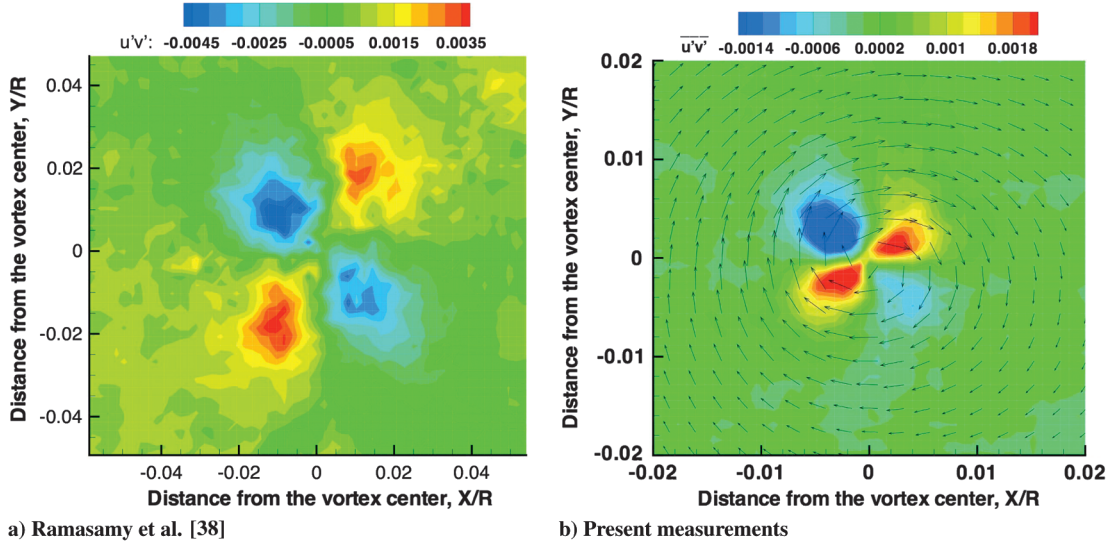 u'v': -0.0045 -0.0025 -0.0005 0.0015 0.0035
Distance from the vortex center, Y/R
0.04
0.02
0
-0.02
-0.04
-0.04 -0.02 0 0.02 0.04
Distance from the vortex center, X/R
a) Ramasamy et al. [38]
u'v' -0.0014 -0.0006 0.0002 0.001 0.0018
Distance from the vortex center, Y/R
0.02
0.01
0
-0.01
-0.02
-0.02 -0.01 0 0.01 0.02
Distance from the vortex center, X/R
b) Present measurements